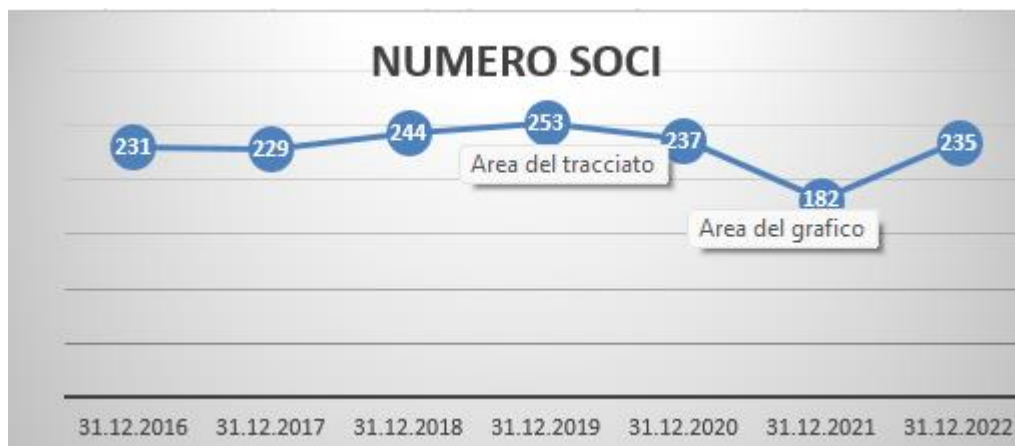 NUMERO SOCI
231 229 244 253 237 182 235
Area del tracciato
Area del grafico
31.12.2016 31.12.2017 31.12.2018 31.12.2019 31.12.2020 31.12.2021 31.12.2022